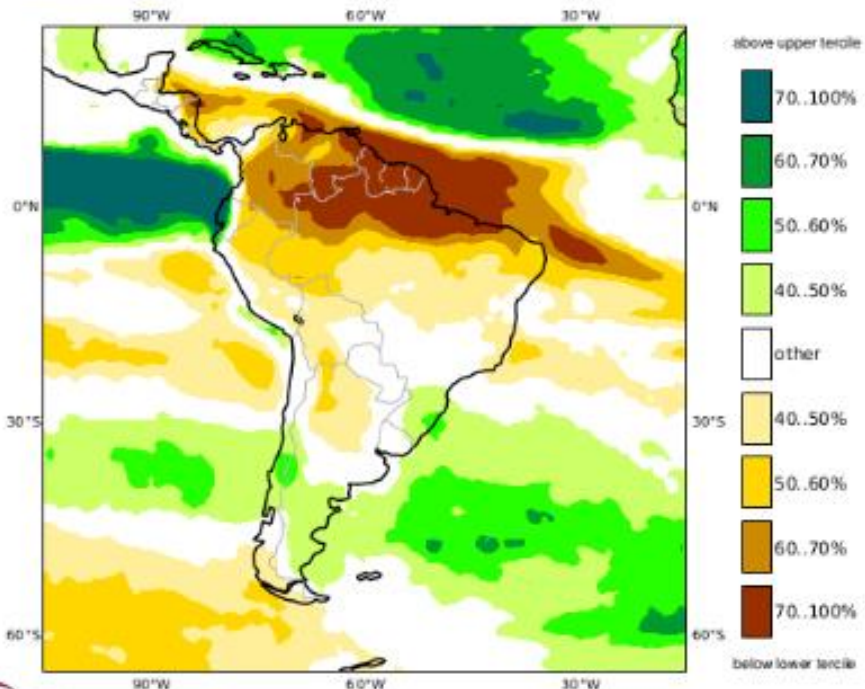 90°W 60°W 30°W
above upper tercile
70..100%
60..70%
50..60%
40..50%
other
40..50%
50..60%
60..70%
70..100%
below lower tercile
0°N 0°N
30°S 30°S
60°S 60°S
90°W 60°W 30°W